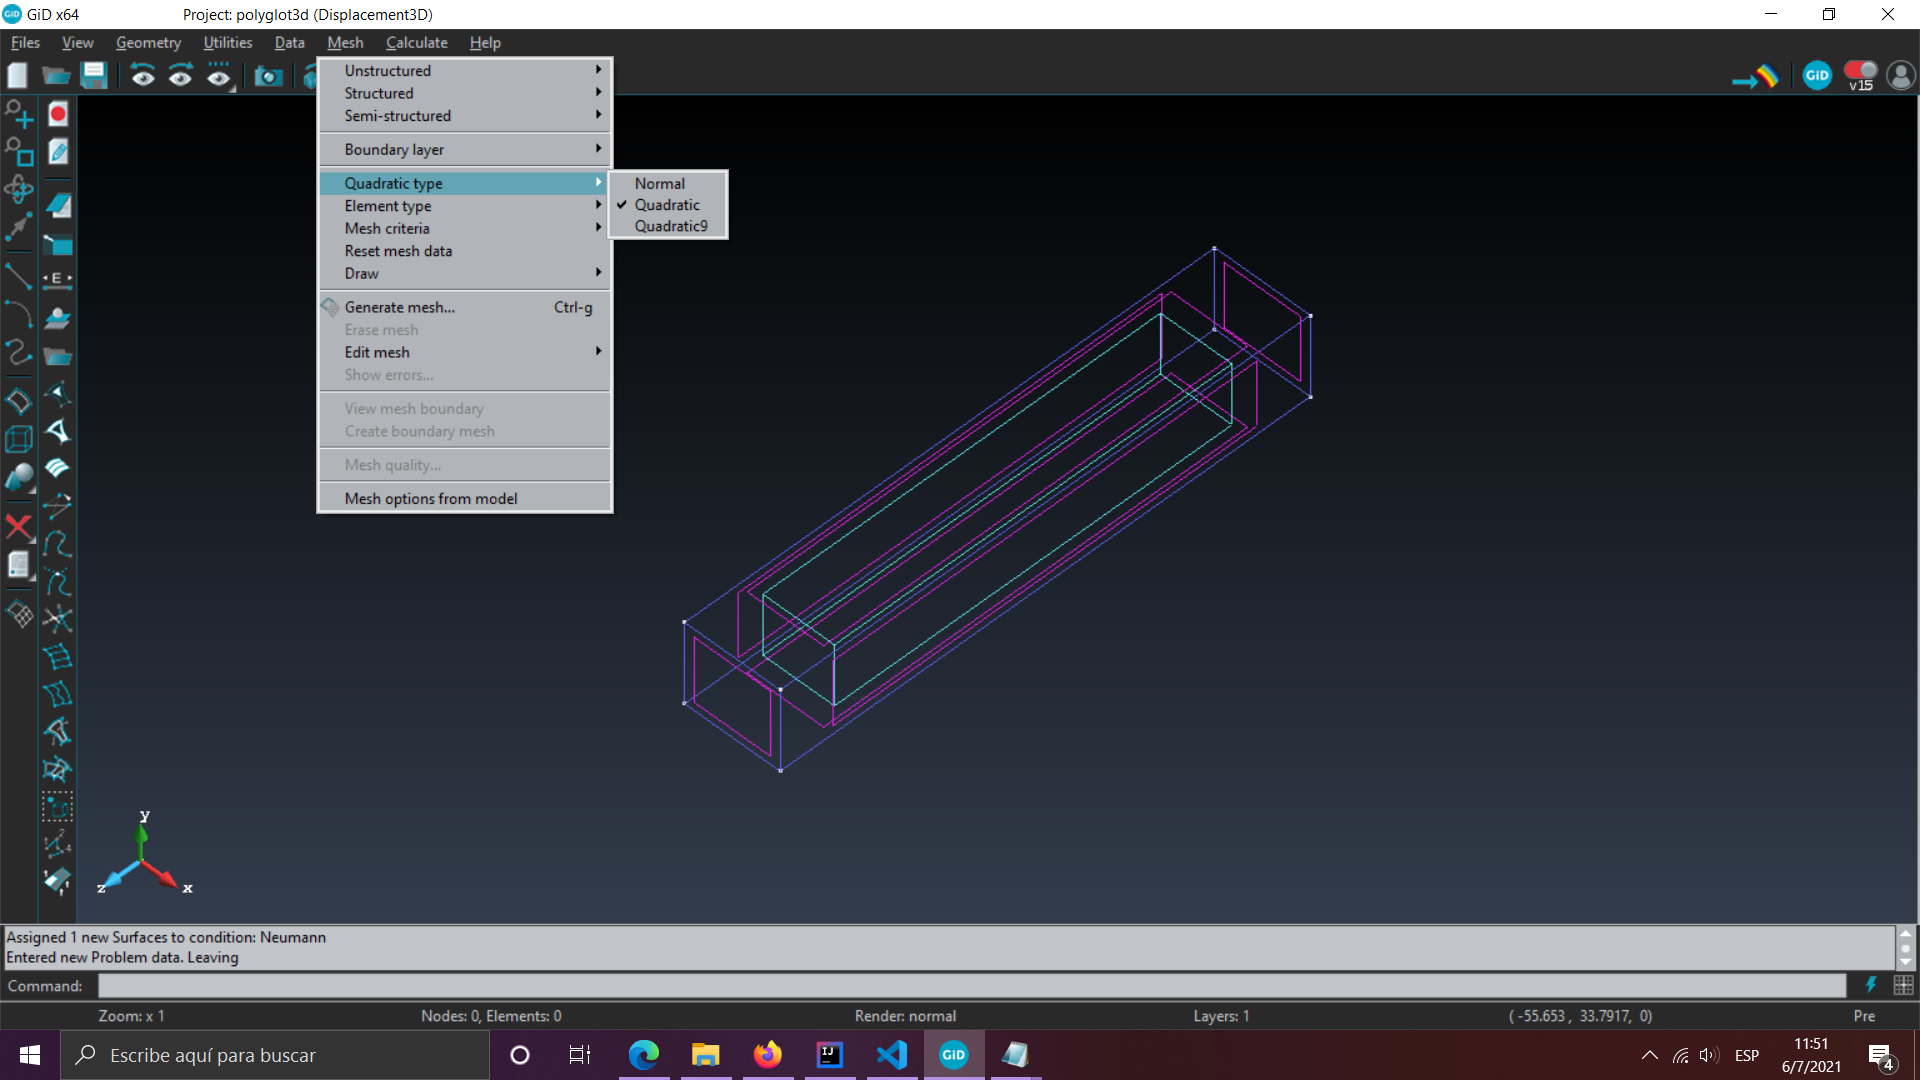 GiD
GiD x64
Project: polyglot3d (Displacement3D)
Files View Geometry Utilities Data Mesh Calculate Help
GiD
v15
Unstructured
Structured
Semi-structured
Boundary layer
Quadratic type
Element type
Mesh criteria
Reset mesh data
Draw
Generate mesh... Ctrl-g
Erase mesh
Edit mesh
Show errors...
View mesh boundary
Create boundary mesh
Mesh quality...
Mesh options from model
Normal
Quadratic
Quadratic9
E
y
z
x
Assigned 1 new Surfaces to condition: Neumann
Entered new Problem data. Leaving
Command:
Zoom: x 1 Nodes: 0, Elements: 0 Render: normal Layers: 1 ( -55.653 , 33.7917, 0) Pre
Escribe aquí para buscar
IJ
GiD
ESP
11:51
6/7/2021
4